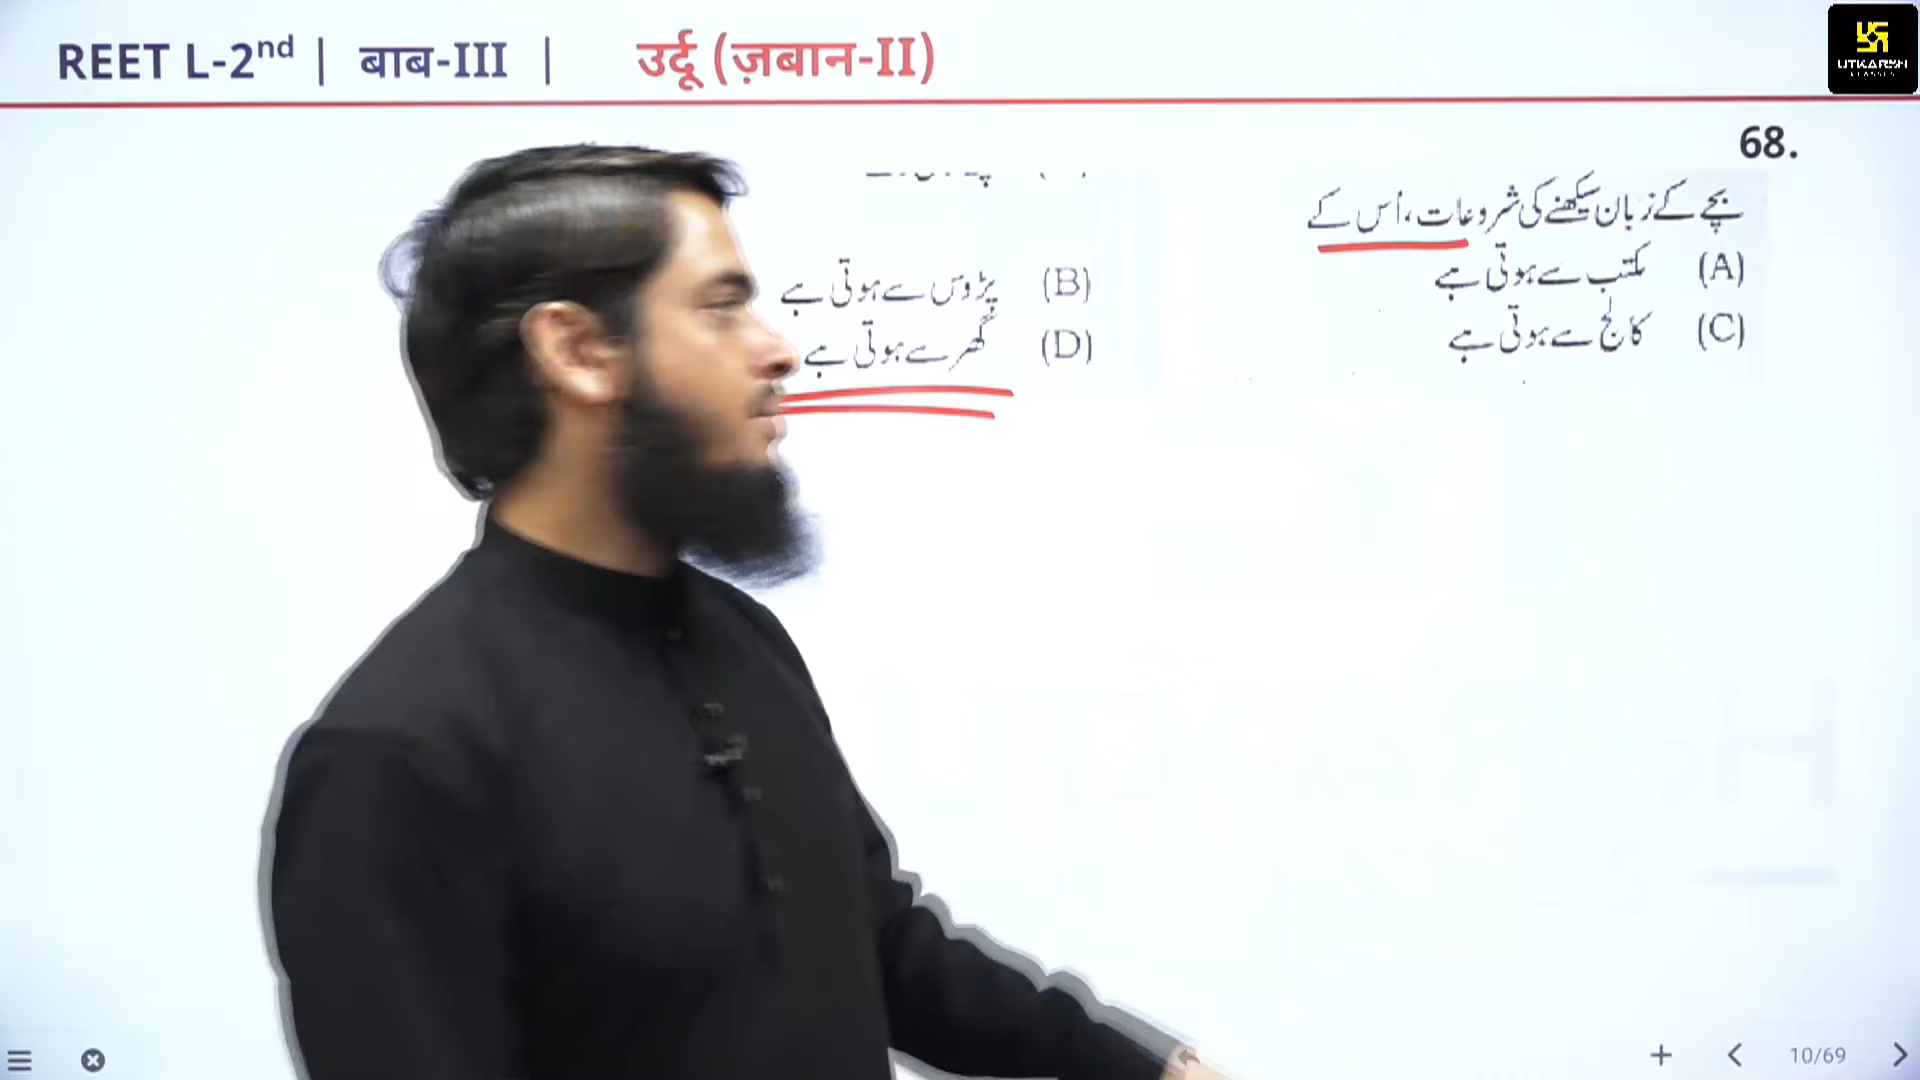 REET L-2nd | बाब-III | उर्दू (ज़बान-II)
UTKARSH
CLASSES
68.
بچے کے زبان سیکھنے کی شروعات، اُس کے
(A) مکتب سے ہوتی ہے
(B) پڑوس سے ہوتی ہے
(C) کالج سے ہوتی ہے
(D) گھر سے ہوتی ہے
10/69